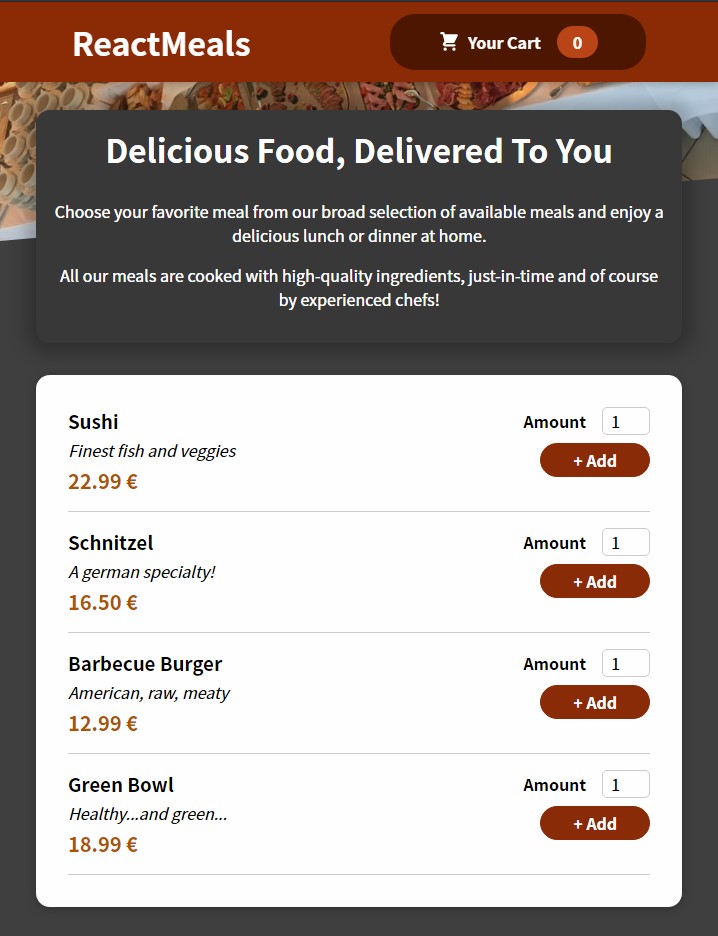 ReactMeals
Your Cart 0
Delicious Food, Delivered To You
Choose your favorite meal from our broad selection of available meals and enjoy a
delicious lunch or dinner at home.
All our meals are cooked with high-quality ingredients, just-in-time and of course
by experienced chefs!
Sushi
Finest fish and veggies
22.99 €
Amount 1
+ Add
Schnitzel
A german specialty!
16.50 €
Amount 1
+ Add
Barbecue Burger
American, raw, meaty
12.99 €
Amount 1
+ Add
Green Bowl
Healthy...and green...
18.99 €
Amount 1
+ Add